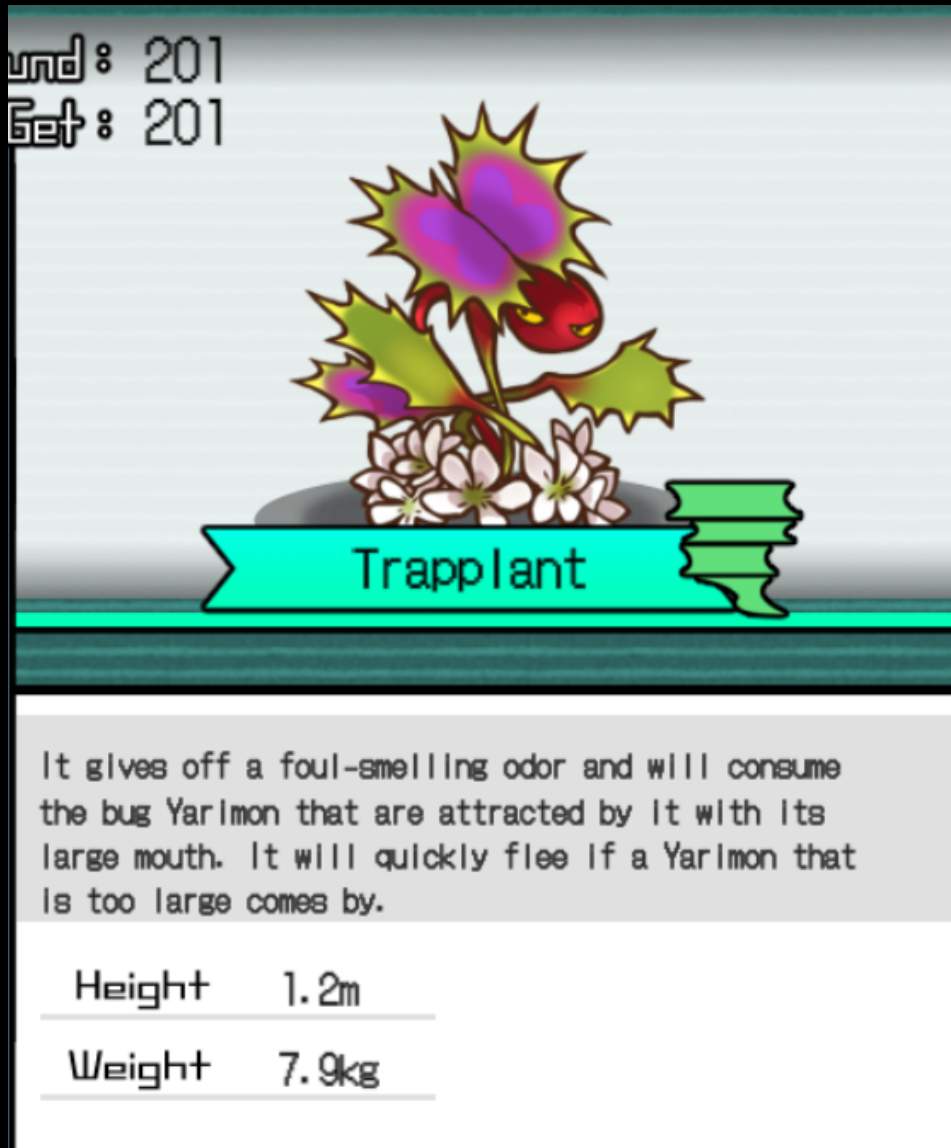 und: 201
Get: 201
Trapplant
It gives off a foul-smelling odor and will consume
the bug Yarimon that are attracted by it with its
large mouth. It will quickly flee if a Yarimon that
is too large comes by.
Height 1.2m
Weight 7.9kg